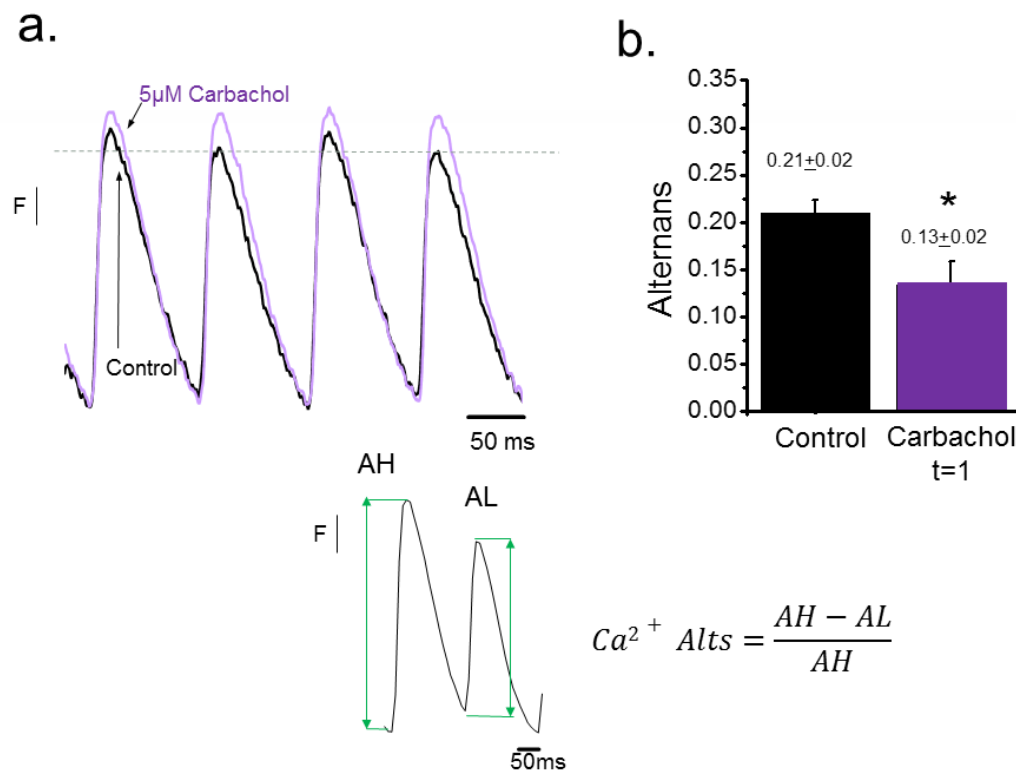 a.
5µM Carbachol
Control
F
50 ms
b.
0.35
0.30
0.25
0.20
0.15
0.10
0.05
0.00
Alternans
0.21±0.02
*
0.13±0.02
Control
Carbachol
t=1
AH
AL
F
50ms
Ca²⁺ Alts = (AH − AL) / AH